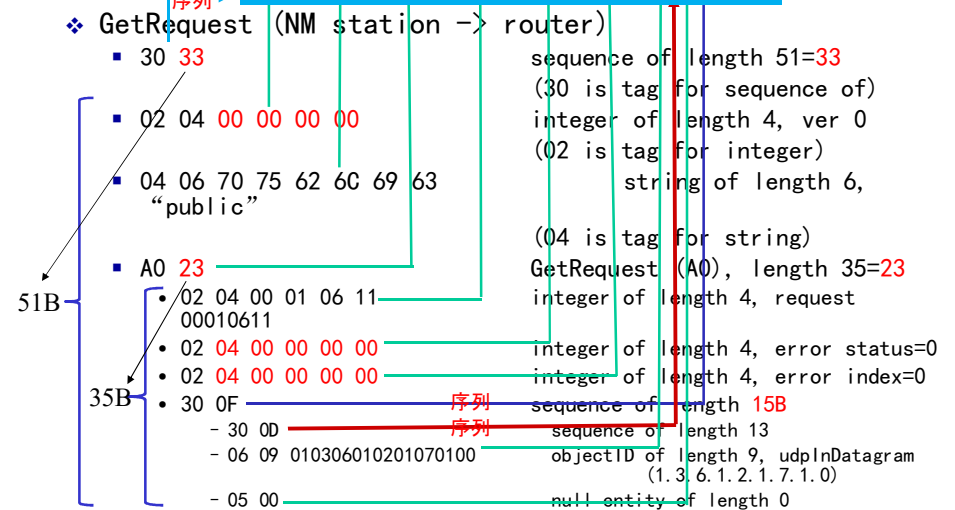 序列
GetRequest (NM station -> router)
30 33 sequence of length 51=33
(30 is tag for sequence of)
02 04 00 00 00 00 integer of length 4, ver 0
(02 is tag for integer)
04 06 70 75 62 6C 69 63 string of length 6,
“public”
(04 is tag for string)
A0 23 GetRequest (A0), length 35=23
51B
02 04 00 01 06 11 integer of length 4, request
00010611
02 04 00 00 00 00 integer of length 4, error status=0
02 04 00 00 00 00 integer of length 4, error index=0
35B
30 0F 序列 sequence of length 15B
- 30 0D 序列 sequence of length 13
- 06 09 010306010201070100 objectID of length 9, udpInDatagram
(1.3.6.1.2.1.7.1.0)
- 05 00 null entity of length 0